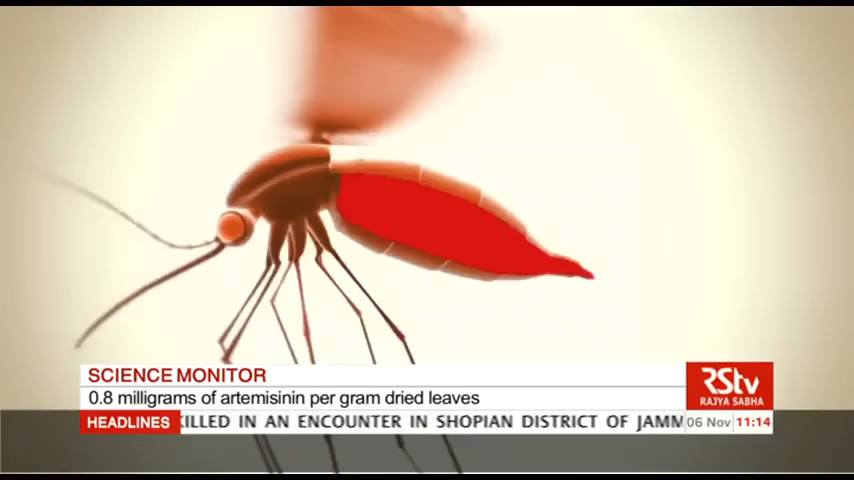 SCIENCE MONITOR
0.8 milligrams of artemisinin per gram dried leaves
RStv
RAJYA SABHA
HEADLINES KILLED IN AN ENCOUNTER IN SHOPIAN DISTRICT OF JAMM 06 Nov 11:14